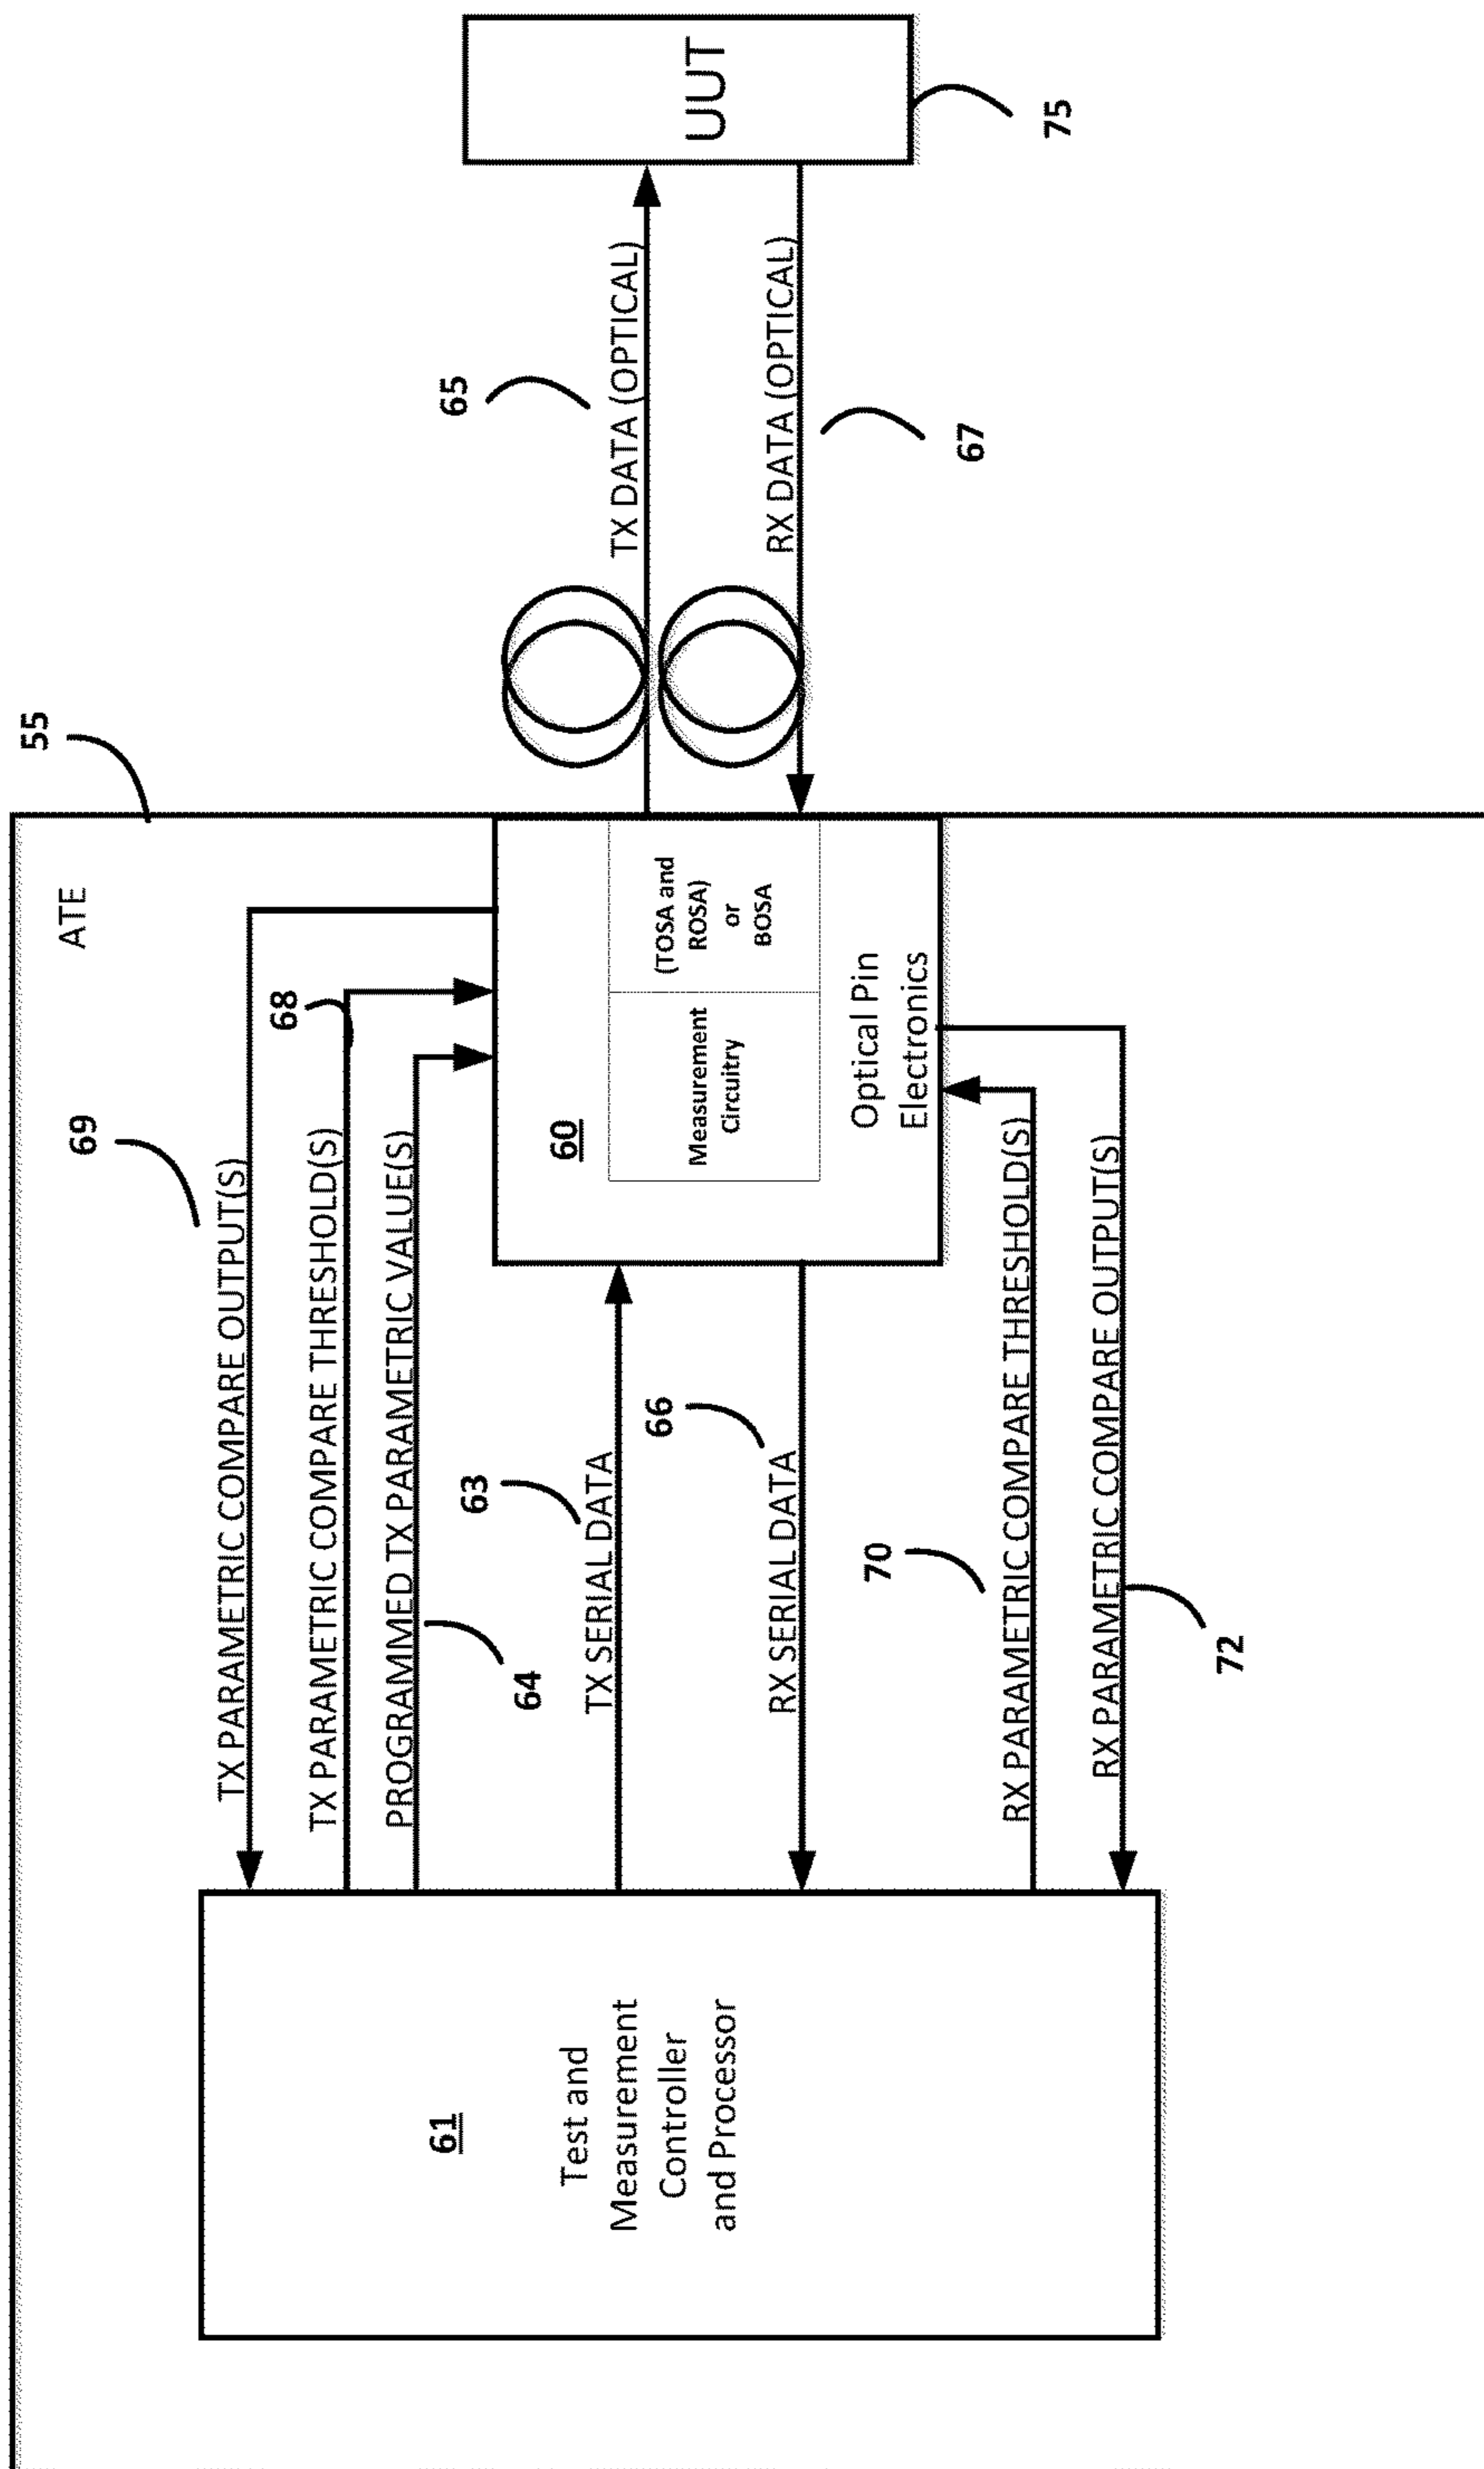 55
ATE
69
TX PARAMETRIC COMPARE OUTPUT(S)
68
TX PARAMETRIC COMPARE THRESHOLD(S)
PROGRAMMED TX PARAMETRIC VALUE(S)
64
61
Test and
Measurement
Controller
and Processor
63
TX SERIAL DATA
66
RX SERIAL DATA
70
RX PARAMETRIC COMPARE THRESHOLD(S)
RX PARAMETRIC COMPARE OUTPUT(S)
72
60
Measurement
Circuitry
(TOSA and
ROSA)
or
BOSA
Optical Pin
Electronics
65
TX DATA (OPTICAL)
RX DATA (OPTICAL)
67
UUT
75